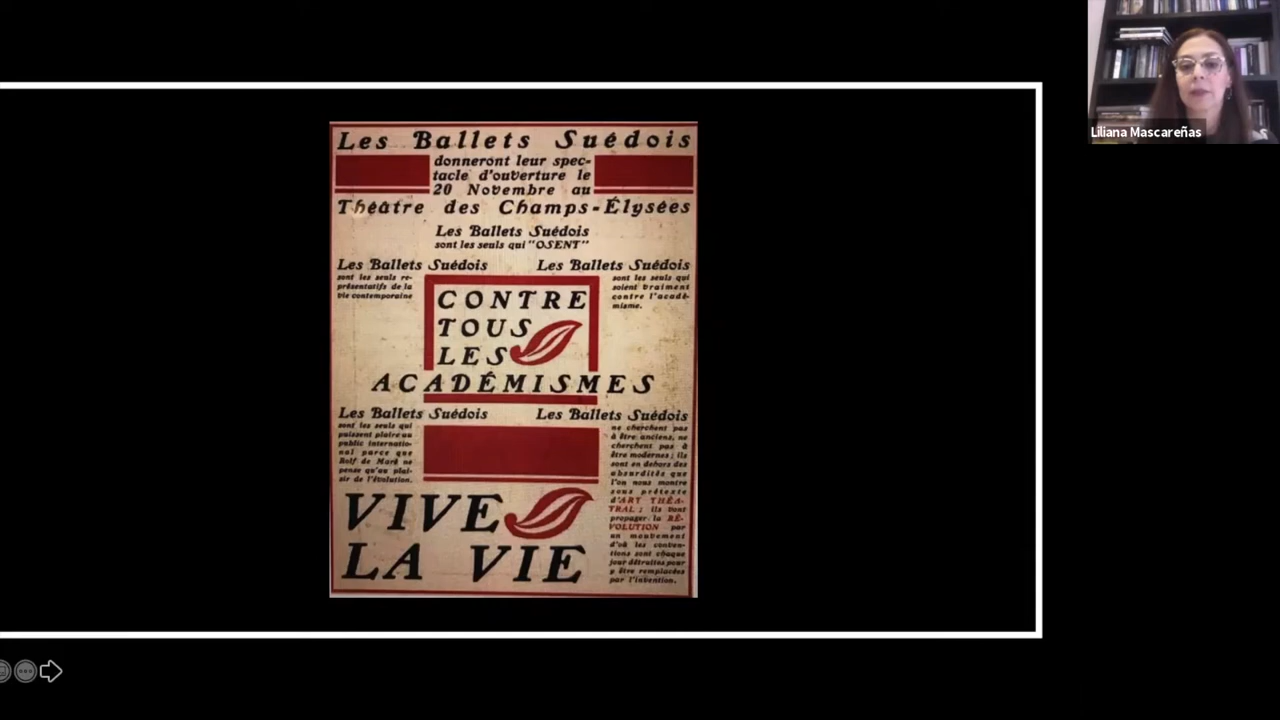 Les Ballets Suédois
donneront leur spec-
tacle d'ouverture le
20 Novembre au
Théâtre des Champs-Élysées
Les Ballets Suédois
sont les seuls qui "OSENT"
Les Ballets Suédois
sont les seuls re-
présentatifs de la
vie contemporaine
Les Ballets Suédois
sont les seuls qui
soient vraiment
contre l'acadé-
misme.
CONTRE
TOUS
LES
ACADÉMISMES
Les Ballets Suédois
sont les seuls qui
puissent plaire au
public internatio-
nal parce que
Rolf de Maré ne
pense qu'au plai-
sir de l'évolution.
Les Ballets Suédois
ne cherchent pas
à être anciens, ne
cherchent pas à
être modernes ; ils
sont en dehors des
absurdités que
l'on nous montre
sous prétexte
d'ART THÉA-
TRAL ; ils vont
propager la RÉ-
VOLUTION par
un mouvement
d'où les conven-
tions sont chaque
jour détruites pour
y être remplacées
par l'invention.
VIVE
LA VIE
Liliana Mascareñas